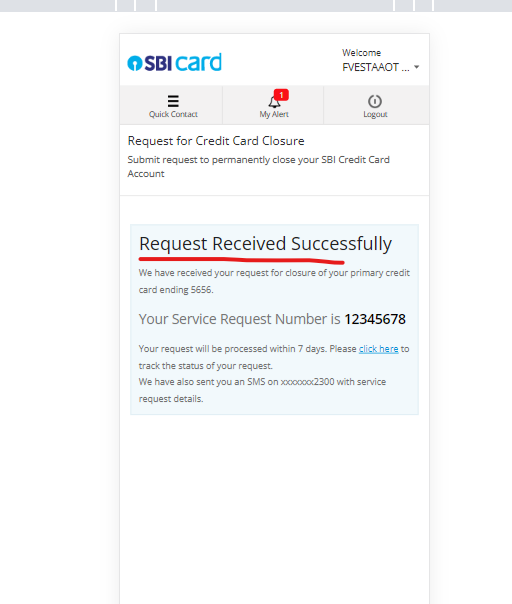 SBI card
Welcome
FVESTAAOT ...
Quick Contact
1
My Alert
Logout
Request for Credit Card Closure
Submit request to permanently close your SBI Credit Card
Account
Request Received Successfully
We have received your request for closure of your primary credit
card ending 5656.
Your Service Request Number is 12345678
Your request will be processed within 7 days. Please click here to
track the status of your request.
We have also sent you an SMS on xxxxxxx2300 with service
request details.